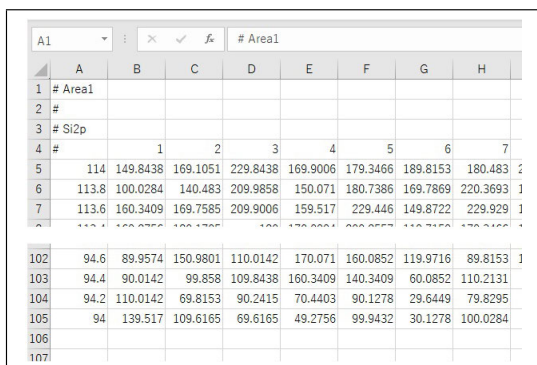 A1 fx # Area1
A B C D E F G H
1 # Area1
2 #
3 # Si2p
4 # 1 2 3 4 5 6 7
5 114 149.8438 169.1051 229.8438 169.9006 179.3466 189.8153 180.483 2
6 113.8 100.0284 140.483 209.9858 150.071 180.7386 169.7869 220.3693 1
7 113.6 160.3409 169.7585 209.9006 159.517 229.446 149.8722 229.929 1
102 94.6 89.9574 150.9801 110.0142 170.071 160.0852 119.9716 89.8153 1
103 94.4 90.0142 99.858 109.8438 160.3409 140.3409 60.0852 110.2131
104 94.2 110.0142 69.8153 90.2415 70.4403 90.1278 29.6449 79.8295
105 94 139.517 109.6165 69.6165 49.2756 99.9432 30.1278 100.0284
106
107